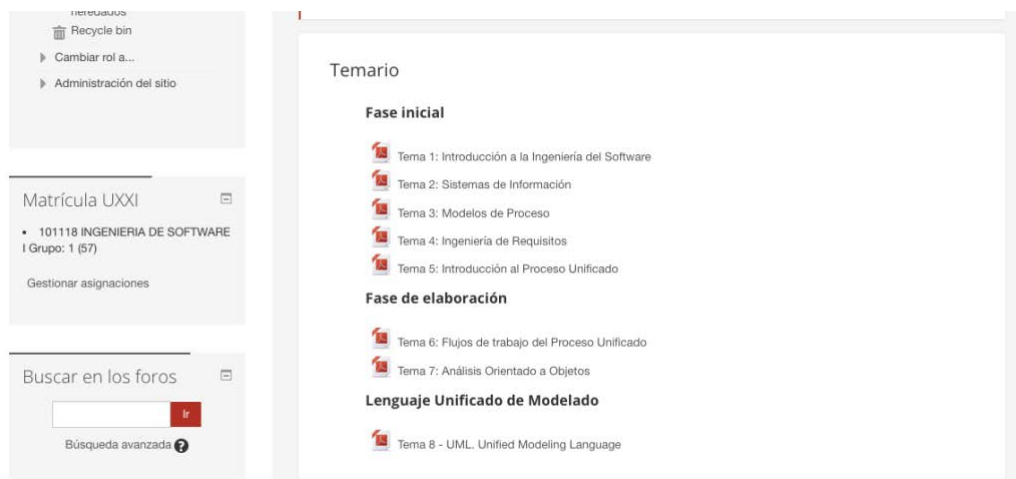 heredados
Recycle bin
Cambiar rol a...
Administración del sitio
Matrícula UXXI
• 101118 INGENIERIA DE SOFTWARE
I Grupo: 1 (57)
Gestionar asignaciones
Buscar en los foros
Ir
Búsqueda avanzada ?
Temario
Fase inicial
Tema 1: Introducción a la Ingeniería del Software
Tema 2: Sistemas de Información
Tema 3: Modelos de Proceso
Tema 4: Ingeniería de Requisitos
Tema 5: Introducción al Proceso Unificado
Fase de elaboración
Tema 6: Flujos de trabajo del Proceso Unificado
Tema 7: Análisis Orientado a Objetos
Lenguaje Unificado de Modelado
Tema 8 - UML. Unified Modeling Language